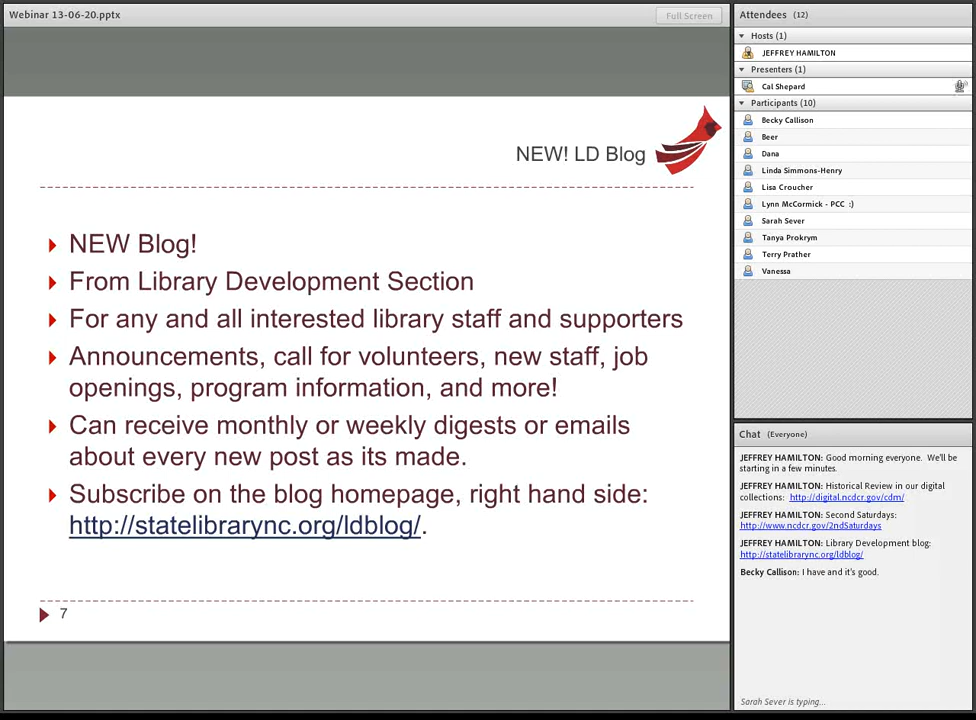 Webinar 13-06-20.pptx
Full Screen
NEW! LD Blog
NEW Blog!
From Library Development Section
For any and all interested library staff and supporters
Announcements, call for volunteers, new staff, job
openings, program information, and more!
Can receive monthly or weekly digests or emails
about every new post as its made.
Subscribe on the blog homepage, right hand side:
http://statelibrarync.org/ldblog/.
7
Attendees (12)
Hosts (1)
JEFFREY HAMILTON
Presenters (1)
Cal Shepard
Participants (10)
Becky Callison
Beer
Dana
Linda Simmons-Henry
Lisa Croucher
Lynn McCormick - PCC :)
Sarah Sever
Tanya Prokrym
Terry Prather
Vanessa
Chat (Everyone)
JEFFREY HAMILTON: Good morning everyone. We'll be
starting in a few minutes.
JEFFREY HAMILTON: Historical Review in our digital
collections: http://digital.ncdcr.gov/cdm/
JEFFREY HAMILTON: Second Saturdays:
http://www.ncdcr.gov/2ndSaturdays
JEFFREY HAMILTON: Library Development blog:
http://statelibrarync.org/ldblog/
Becky Callison: I have and it's good.
Sarah Sever is typing...